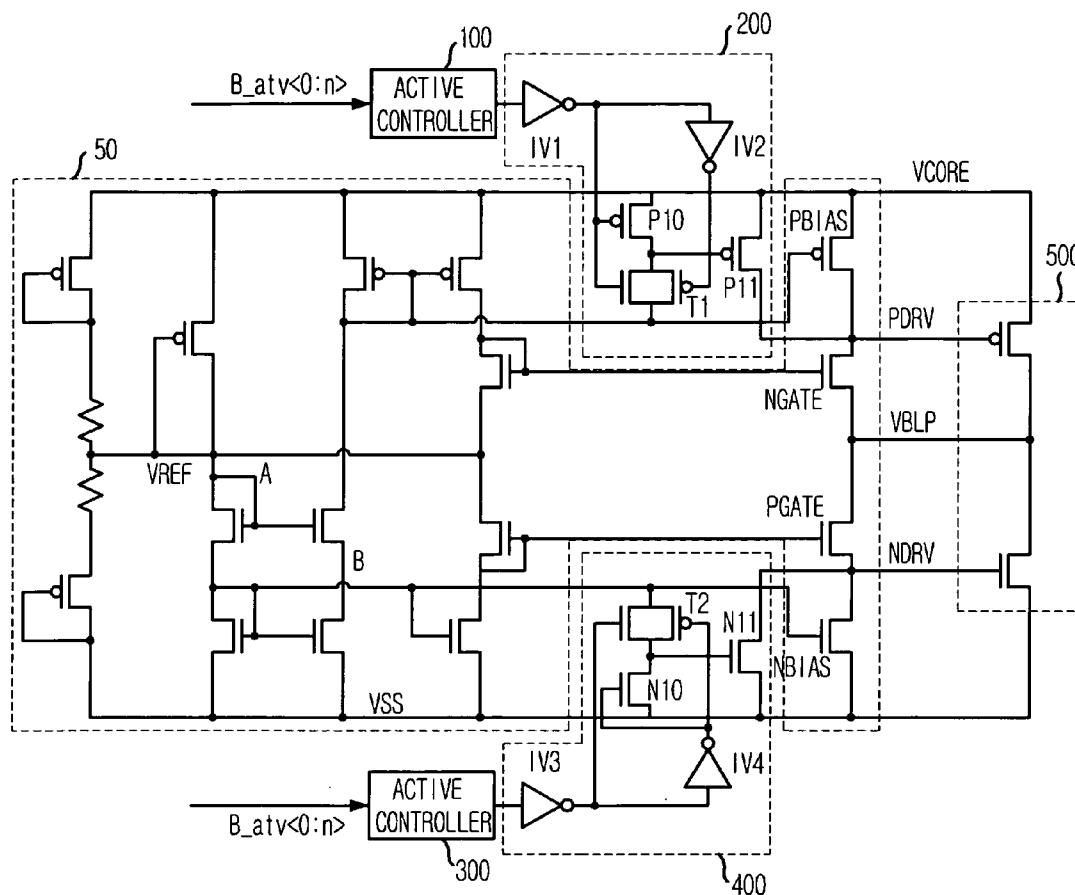 100
200
B_atv<0:n>
ACTIVE
CONTROLLER
IV1
IV2
50
VCORE
P10
PBIAS
500
P11
T1
PDRV
NGATE
VBLP
VREF
A
PGATE
B
NDRV
T2
N11
N10
NBIAS
VSS
IV3
IV4
B_atv<0:n>
ACTIVE
CONTROLLER
300
400